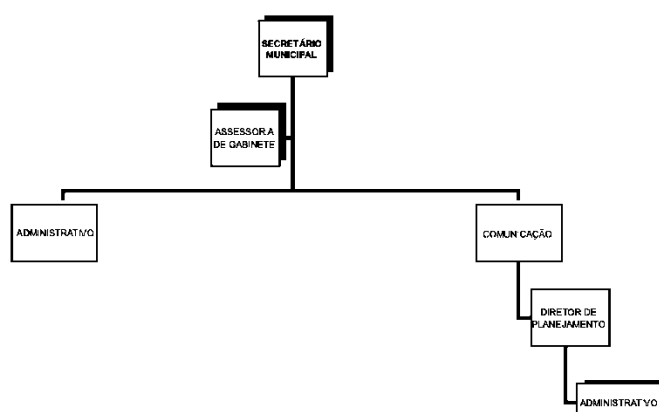 SECRETÁRIO
MUNICIPAL
ASSESSORA
DE GABINETE
ADMINISTRATIVO
COMUNICAÇÃO
DIRETOR DE
PLANEJAMENTO
ADMINISTRATIVO